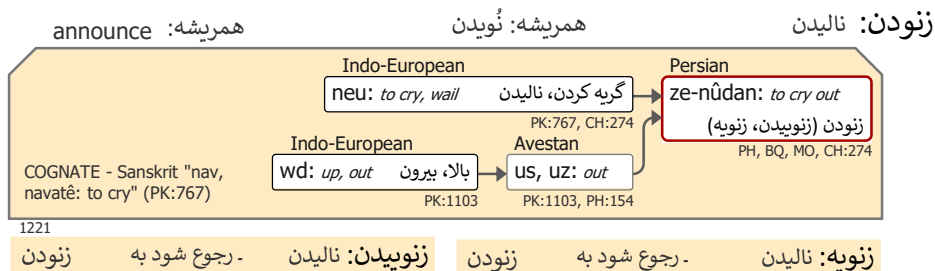 زنودن: نالیدن همریشه: نُویدن همریشه: announce
Indo-European
neu: to cry, wail گریه کردن، نالیدن
PK:767, CH:274
Persian
ze-nûdan: to cry out
زنودن (زنوییدن، زنویه)
PH, BQ, MO, CH:274
Indo-European
wd: up, out بالا، بیرون
PK:1103
Avestan
us, uz: out
PK:1103, PH:154
COGNATE - Sanskrit "nav,
navatê: to cry" (PK:767)
1221
زنویه: نالیدن - رجوع شود به زنودن
زنوییدن: نالیدن - رجوع شود به زنودن